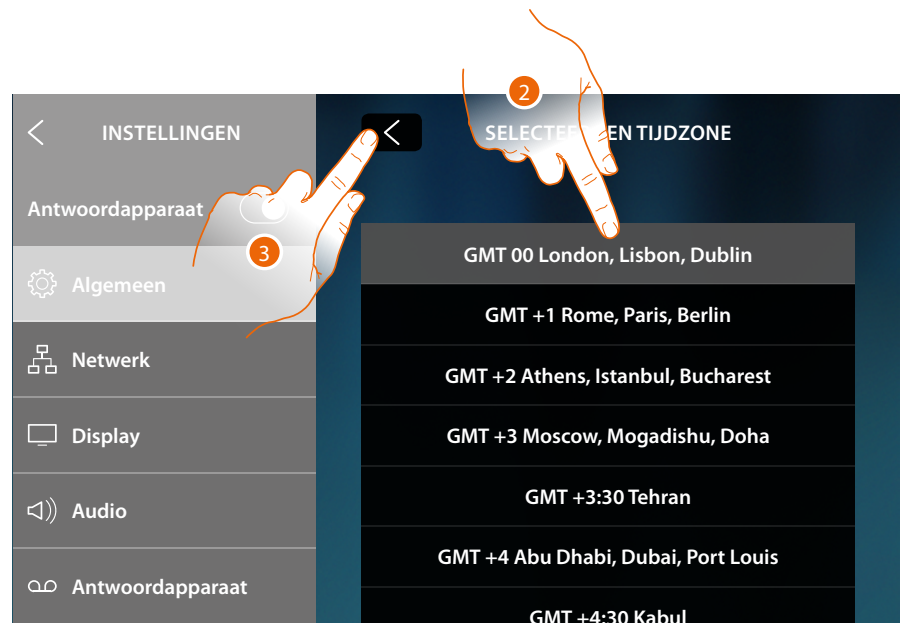 2
INSTELLINGEN
SELECTEE EN TIJDZONE
Antwoordapparaat
3
Algemeen
Netwerk
Display
Audio
Antwoordapparaat
GMT 00 London, Lisbon, Dublin
GMT +1 Rome, Paris, Berlin
GMT +2 Athens, Istanbul, Bucharest
GMT +3 Moscow, Mogadishu, Doha
GMT +3:30 Tehran
GMT +4 Abu Dhabi, Dubai, Port Louis
GMT +4:30 Kabul